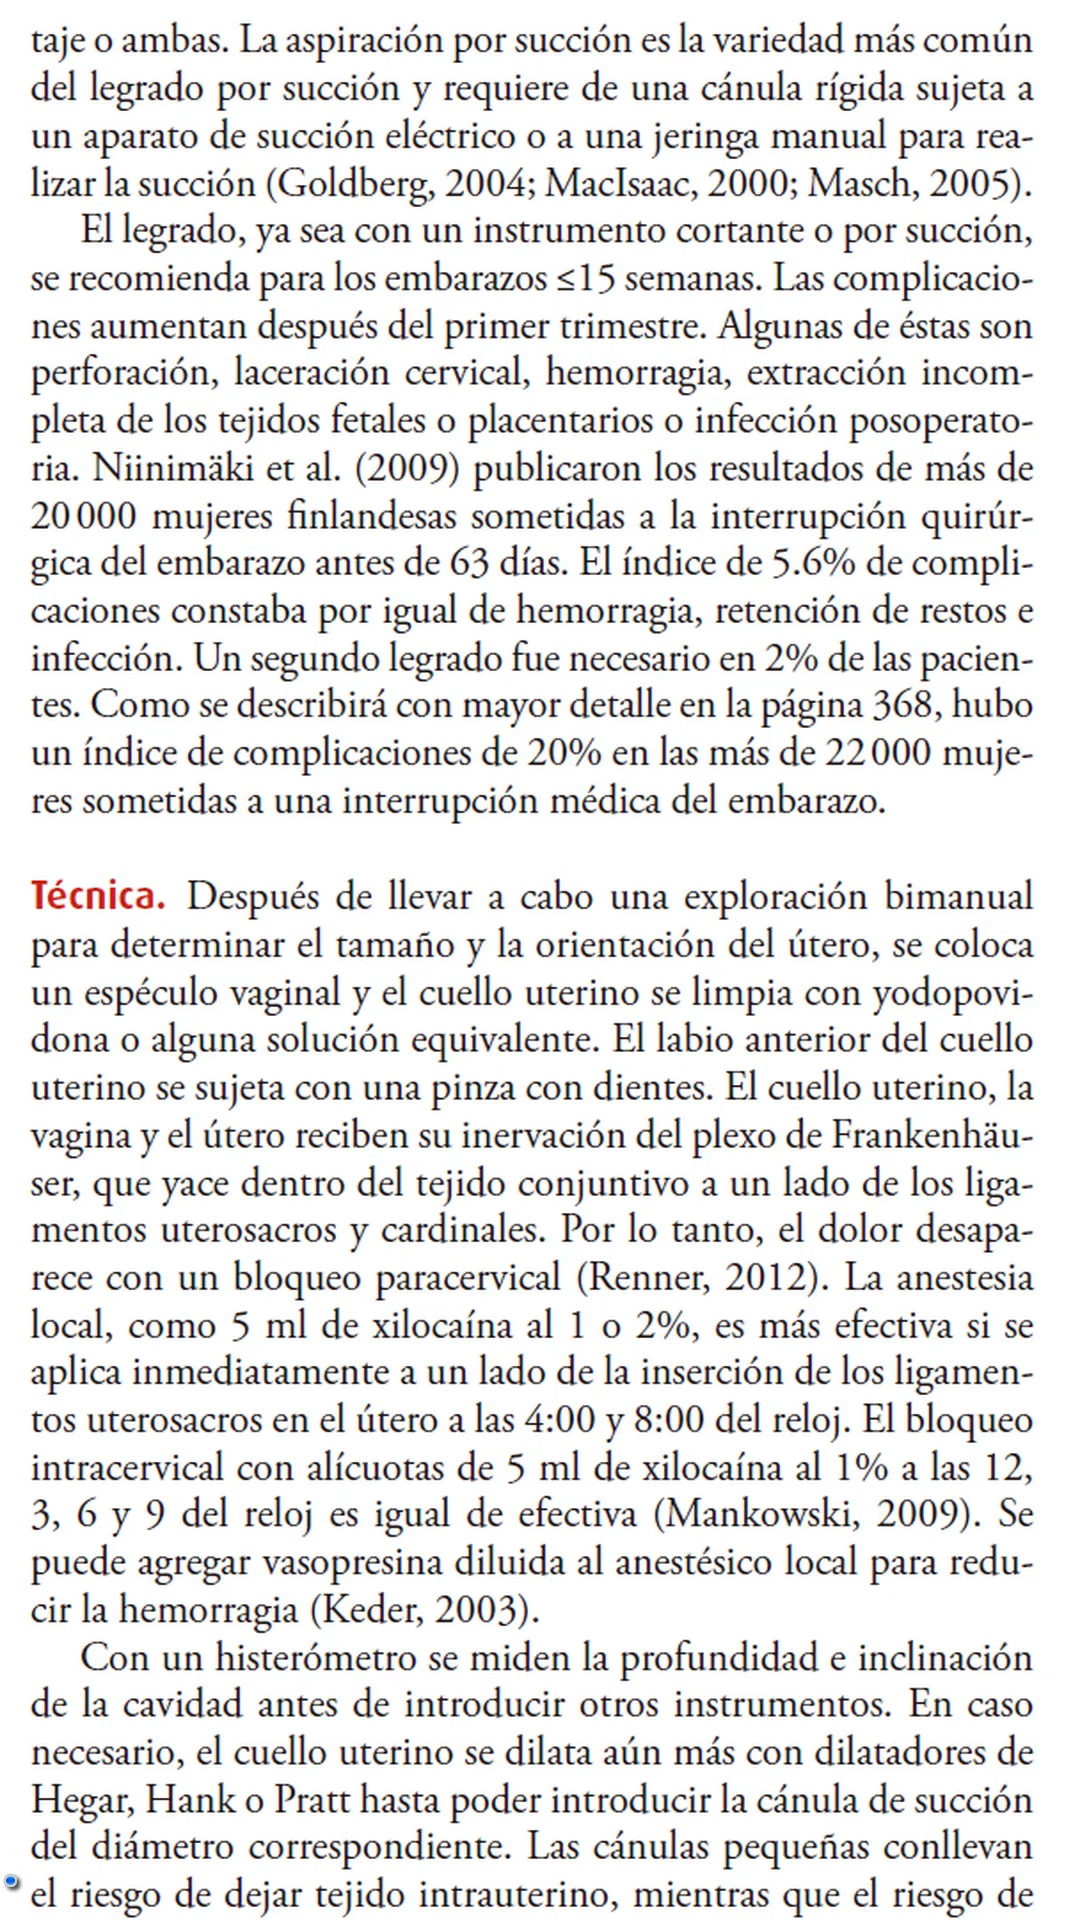 taje o ambas. La aspiración por succión es la variedad más común
del legrado por succión y requiere de una cánula rígida sujeta a
un aparato de succión eléctrico o a una jeringa manual para rea-
lizar la succión (Goldberg, 2004; MacIsaac, 2000; Masch, 2005).
El legrado, ya sea con un instrumento cortante o por succión,
se recomienda para los embarazos ≤15 semanas. Las complicacio-
nes aumentan después del primer trimestre. Algunas de éstas son
perforación, laceración cervical, hemorragia, extracción incom-
pleta de los tejidos fetales o placentarios o infección posoperato-
ria. Niinimäki et al. (2009) publicaron los resultados de más de
20 000 mujeres finlandesas sometidas a la interrupción quirúr-
gica del embarazo antes de 63 días. El índice de 5.6% de compli-
caciones constaba por igual de hemorragia, retención de restos e
infección. Un segundo legrado fue necesario en 2% de las pacien-
tes. Como se describirá con mayor detalle en la página 368, hubo
un índice de complicaciones de 20% en las más de 22 000 muje-
res sometidas a una interrupción médica del embarazo.
Técnica. Después de llevar a cabo una exploración bimanual
para determinar el tamaño y la orientación del útero, se coloca
un espéculo vaginal y el cuello uterino se limpia con yodopovi-
dona o alguna solución equivalente. El labio anterior del cuello
uterino se sujeta con una pinza con dientes. El cuello uterino, la
vagina y el útero reciben su inervación del plexo de Frankenhäu-
ser, que yace dentro del tejido conjuntivo a un lado de los liga-
mentos uterosacros y cardinales. Por lo tanto, el dolor desapa-
rece con un bloqueo paracervical (Renner, 2012). La anestesia
local, como 5 ml de xilocaína al 1 o 2%, es más efectiva si se
aplica inmediatamente a un lado de la inserción de los ligamen-
tos uterosacros en el útero a las 4:00 y 8:00 del reloj. El bloqueo
intracervical con alícuotas de 5 ml de xilocaína al 1% a las 12,
3, 6 y 9 del reloj es igual de efectiva (Mankowski, 2009). Se
puede agregar vasopresina diluida al anestésico local para redu-
cir la hemorragia (Keder, 2003).
Con un histerómetro se miden la profundidad e inclinación
de la cavidad antes de introducir otros instrumentos. En caso
necesario, el cuello uterino se dilata aún más con dilatadores de
Hegar, Hank o Pratt hasta poder introducir la cánula de succión
del diámetro correspondiente. Las cánulas pequeñas conllevan
el riesgo de dejar tejido intrauterino, mientras que el riesgo de